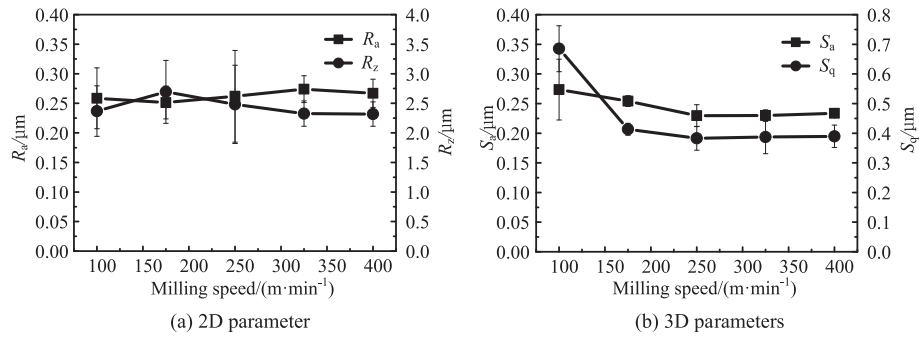 0.40
0.35
0.30
0.25
0.20
0.15
0.10
0.05
0.00
Ra/μm
4.0
3.5
3.0
2.5
2.0
1.5
1.0
0.5
0.0
Rz/μm
Ra
Rz
100 150 200 250 300 350 400
Milling speed/(m·min⁻¹)
(a) 2D parameter
0.40
0.35
0.30
0.25
0.20
0.15
0.10
0.05
0.00
Sa/μm
0.8
0.7
0.6
0.5
0.4
0.3
0.2
0.1
0.0
Sq/μm
Sa
Sq
100 150 200 250 300 350 400
Milling speed/(m·min⁻¹)
(b) 3D parameters